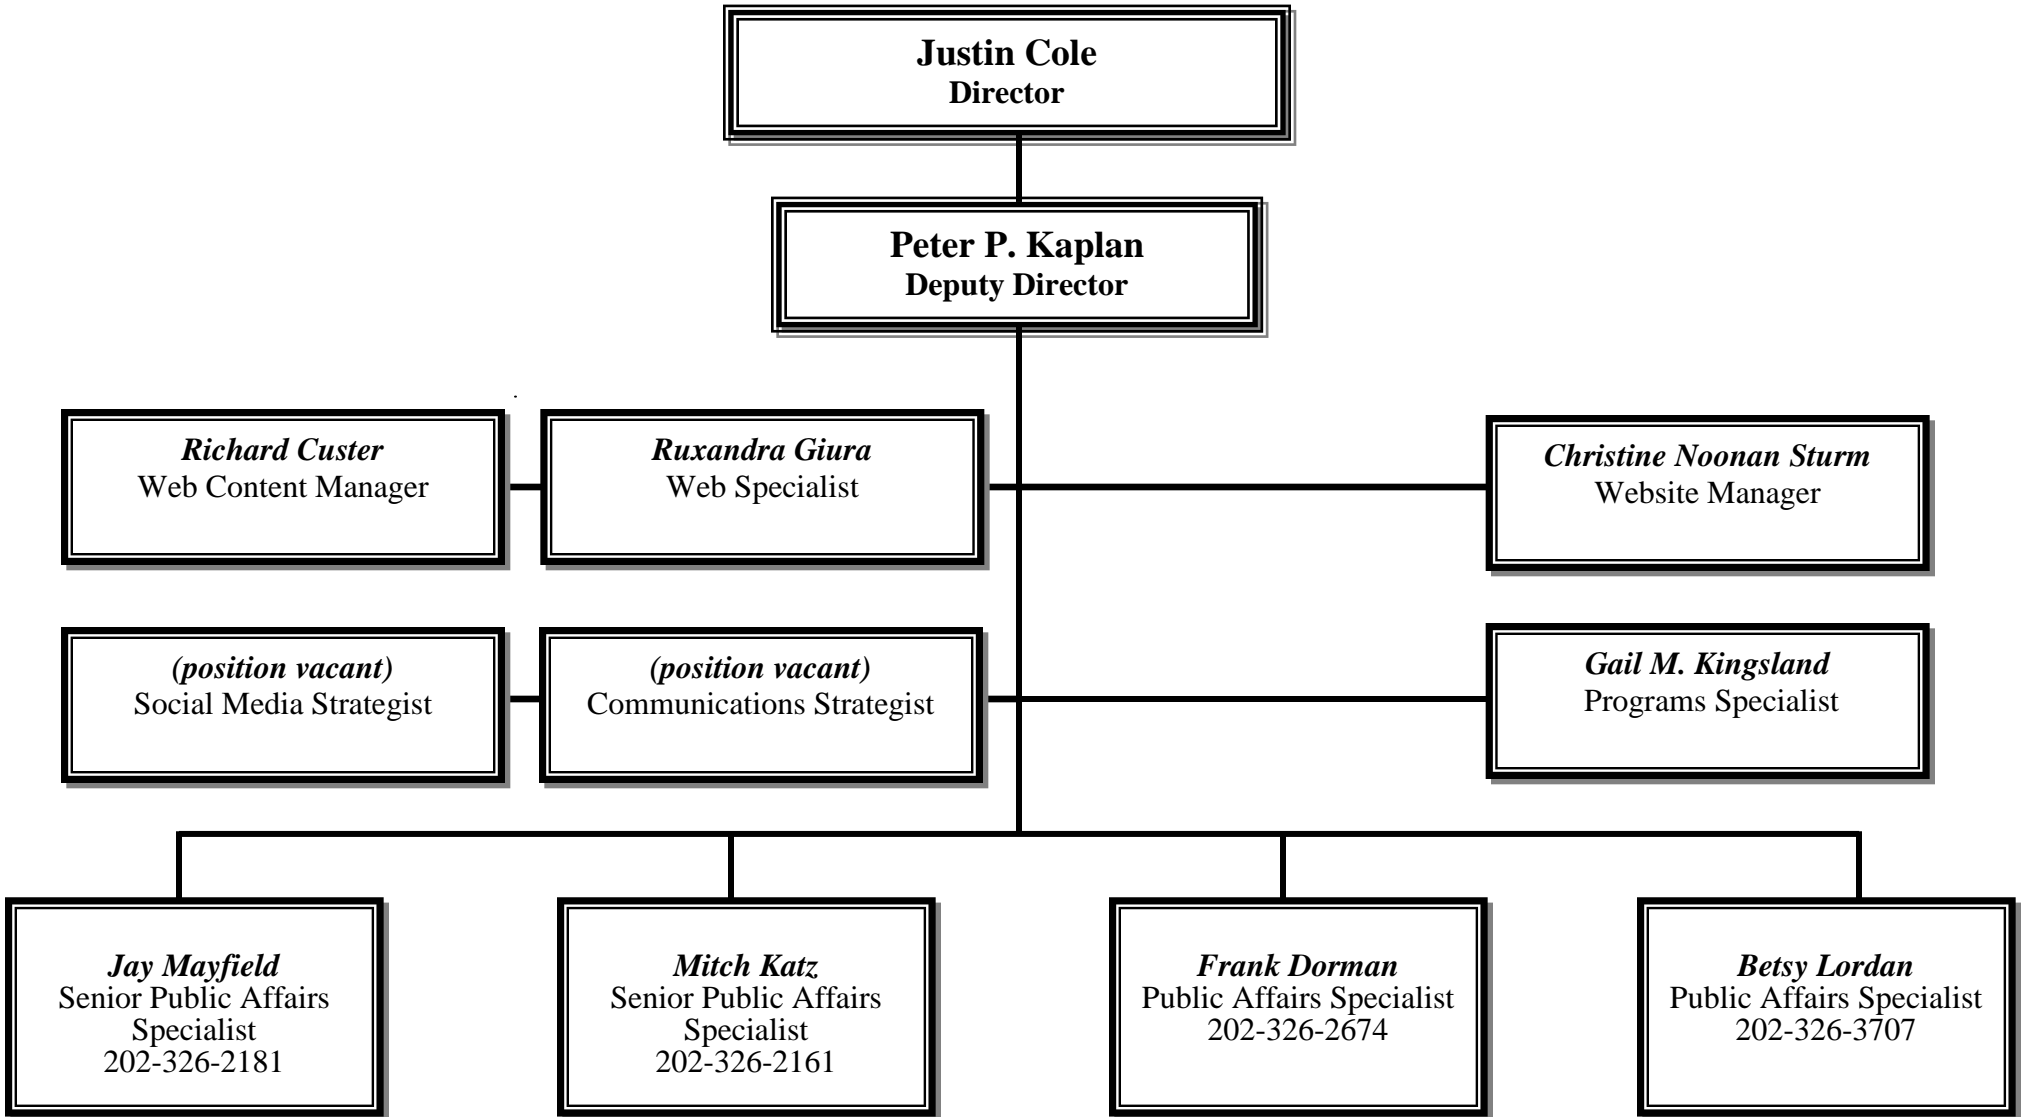 Justin Cole
Director
Peter P. Kaplan
Deputy Director
Richard Custer
Web Content Manager
Ruxandra Giura
Web Specialist
Christine Noonan Sturm
Website Manager
(position vacant)
Social Media Strategist
(position vacant)
Communications Strategist
Gail M. Kingsland
Programs Specialist
Jay Mayfield
Senior Public Affairs
Specialist
202-326-2181
Mitch Katz
Senior Public Affairs
Specialist
202-326-2161
Frank Dorman
Public Affairs Specialist
202-326-2674
Betsy Lordan
Public Affairs Specialist
202-326-3707